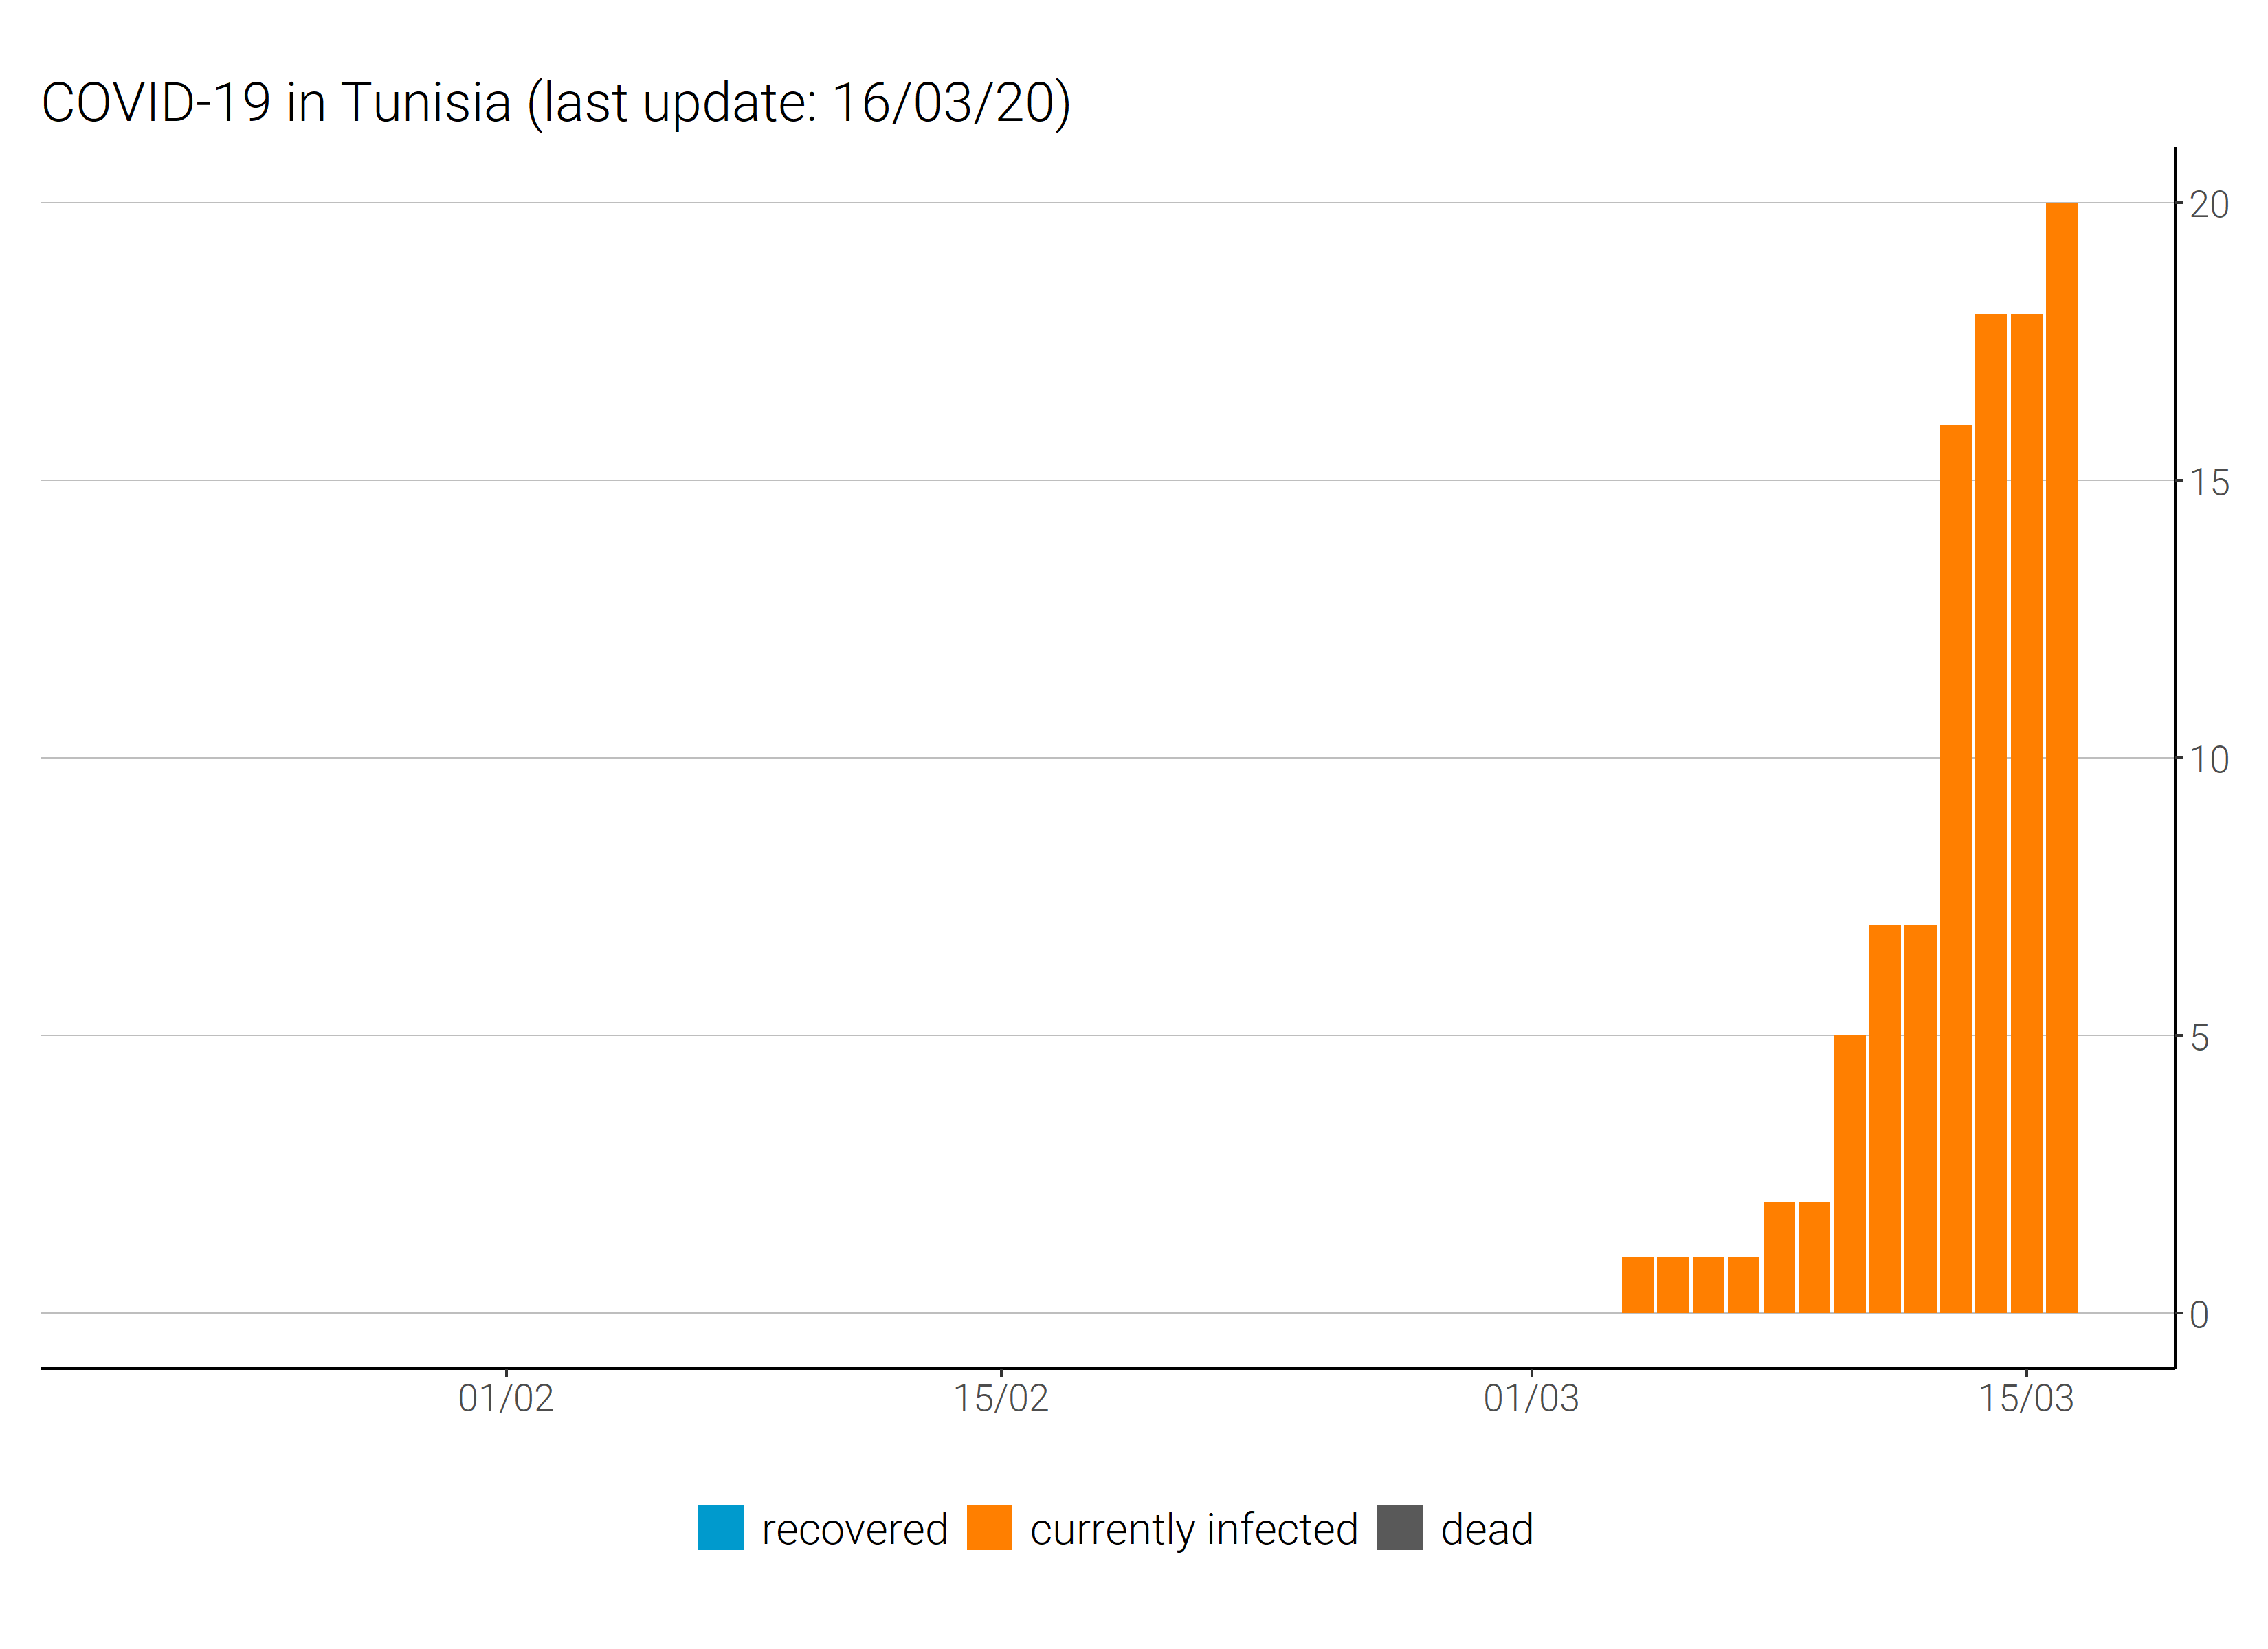 COVID-19 in Tunisia (last update: 16/03/20)
20
15
10
5
0
01/02 15/02 01/03 15/03
recovered currently infected dead